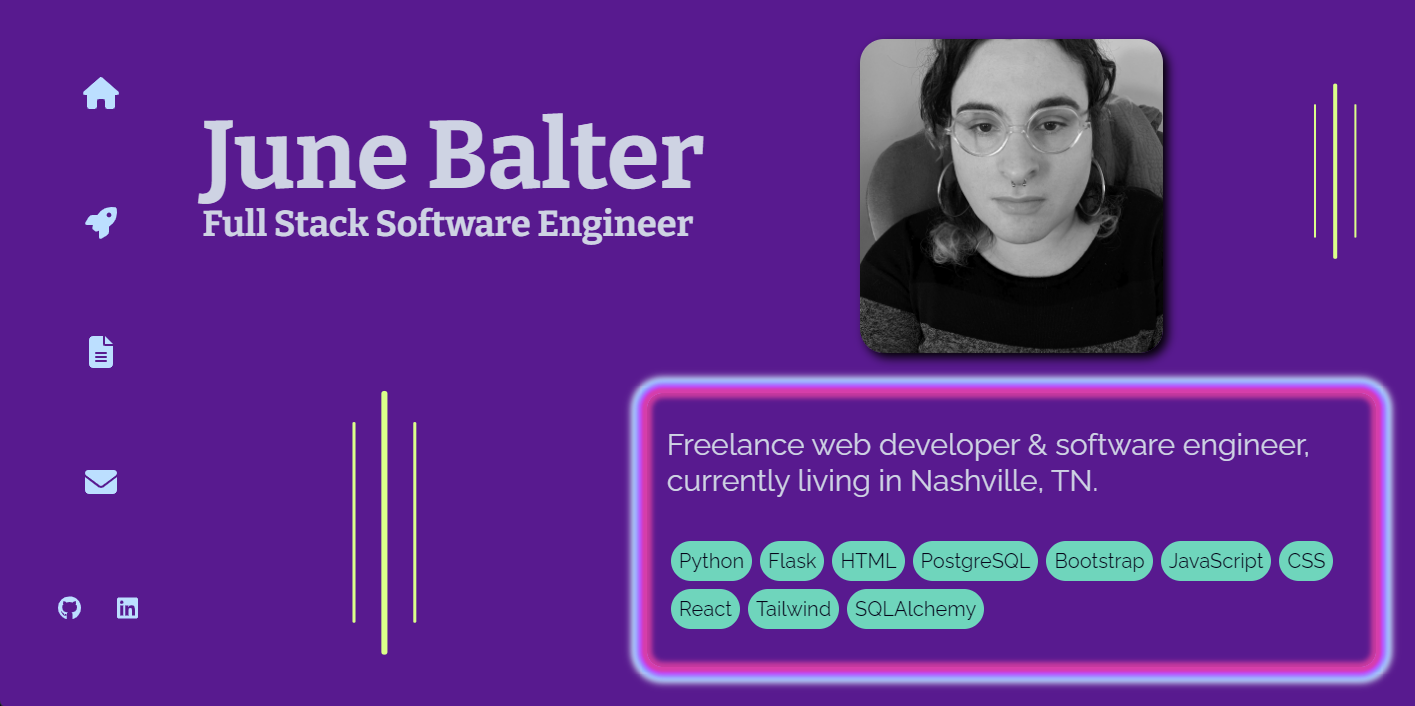 June Balter
Full Stack Software Engineer
Freelance web developer & software engineer,
currently living in Nashville, TN.
Python Flask HTML PostgreSQL Bootstrap JavaScript CSS
React Tailwind SQLAlchemy